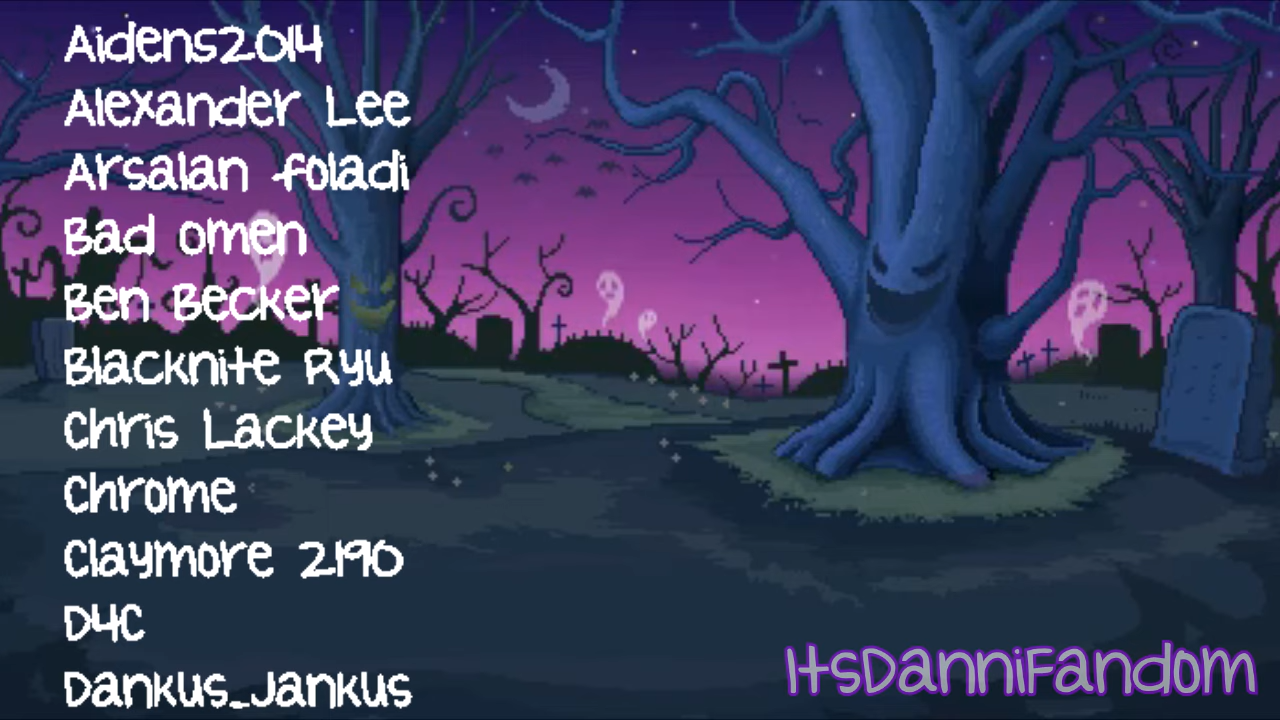 Aidens2014
Alexander Lee
Arsalan foladi
Bad omen
Ben Becker
Blacknite Ryu
Chris Lackey
Chrome
Claymore 2190
D4C
Dankus_Jankus
ItsDanniFandom